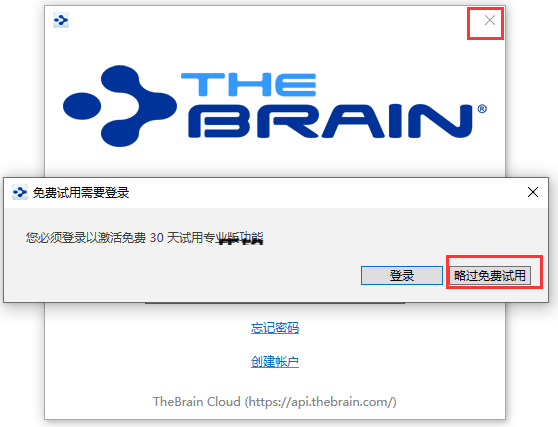 THE
BRAIN®
免费试用需要登录
您必须登录以激活免费 30 天试用专业版功能
登录
略过免费试用
忘记密码
创建帐户
TheBrain Cloud (https://api.thebrain.com/)